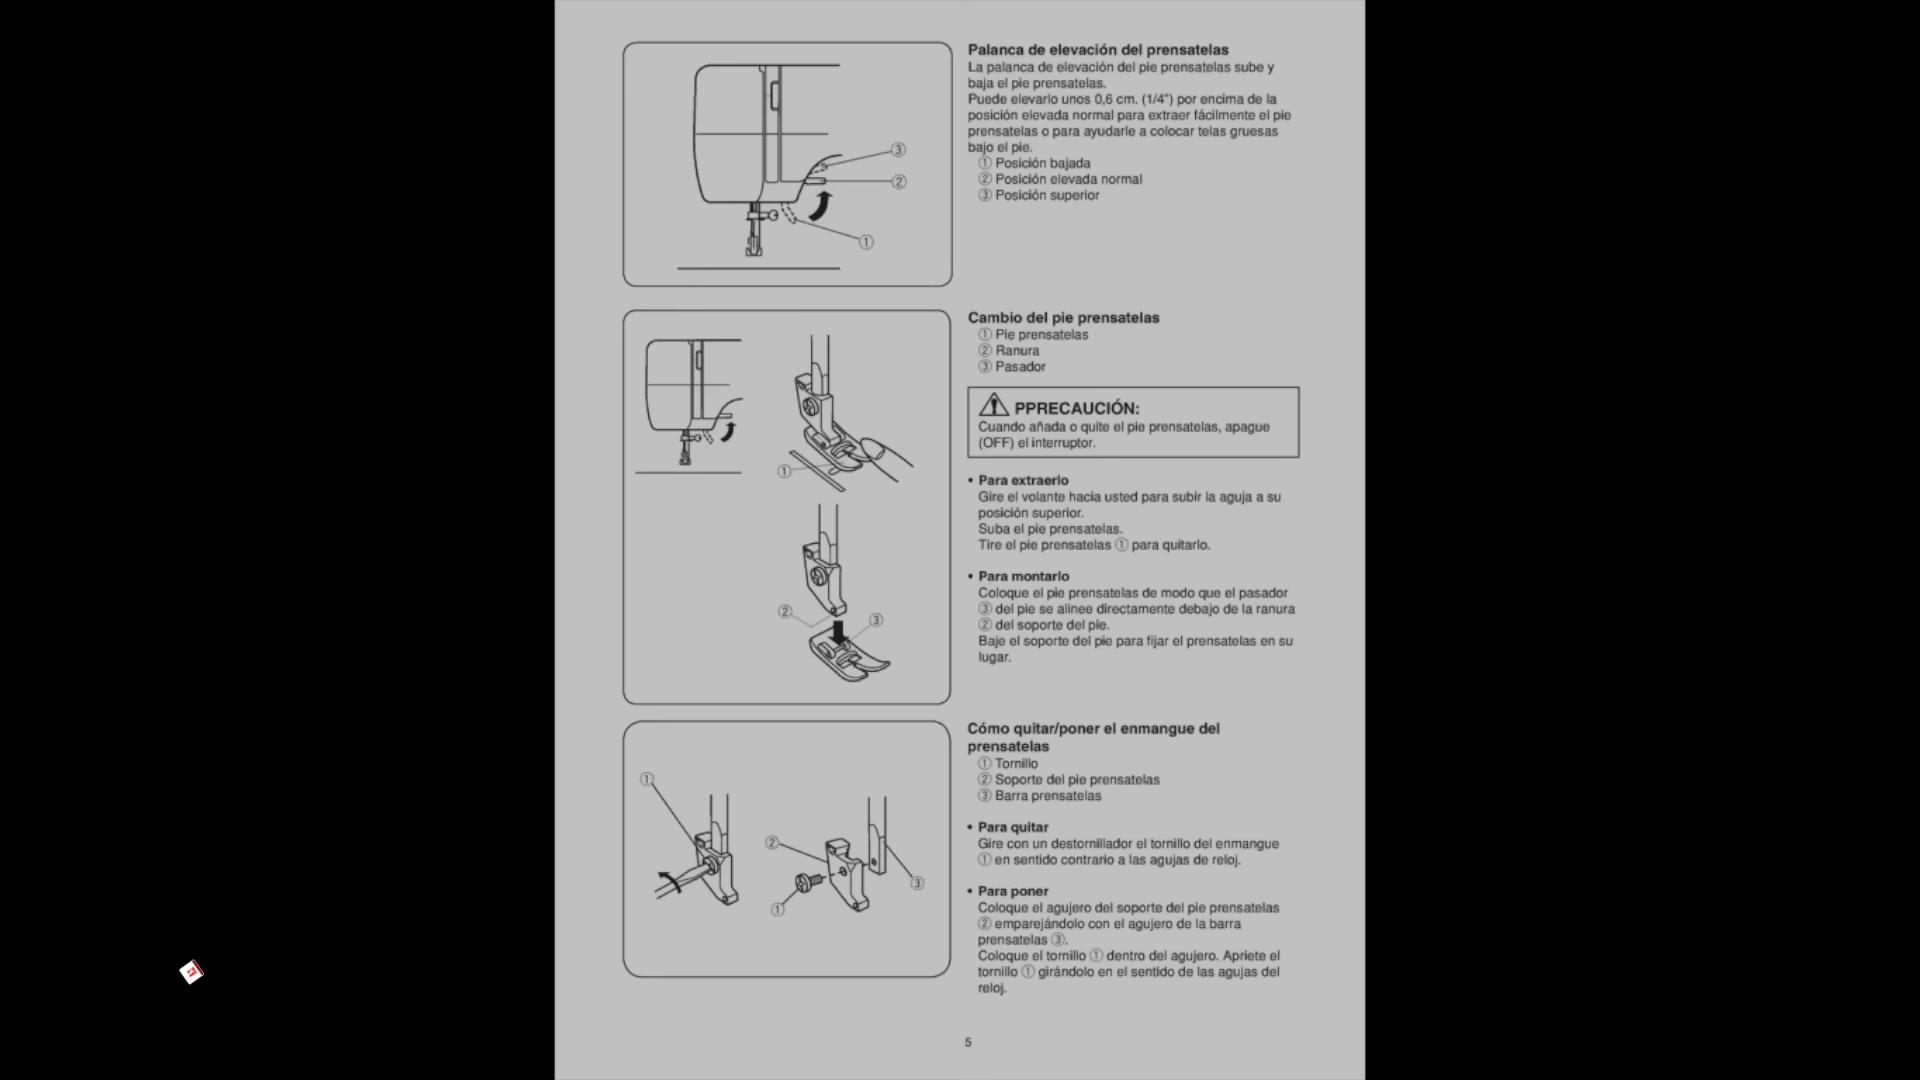 Palanca de elevación del prensatelas
La palanca de elevación del pie prensatelas sube y
baja el pie prensatelas.
Puede elevarlo unos 0,6 cm. (1/4") por encima de la
posición elevada normal para extraer fácilmente el pie
prensatelas o para ayudarle a colocar telas gruesas
bajo el pie.
① Posición bajada
② Posición elevada normal
③ Posición superior
③
②
①
Cambio del pie prensatelas
① Pie prensatelas
② Ranura
③ Pasador
PPRECAUCIÓN:
Cuando añada o quite el pie prensatelas, apague
(OFF) el interruptor.
• Para extraerlo
Gire el volante hacia usted para subir la aguja a su
posición superior.
Suba el pie prensatelas.
Tire el pie prensatelas ① para quitarlo.
• Para montarlo
Coloque el pie prensatelas de modo que el pasador
③ del pie se alinee directamente debajo de la ranura
② del soporte del pie.
Baje el soporte del pie para fijar el prensatelas en su
lugar.
①
②
③
Cómo quitar/poner el enmangue del
prensatelas
① Tornillo
② Soporte del pie prensatelas
③ Barra prensatelas
• Para quitar
Gire con un destornillador el tornillo del enmangue
① en sentido contrario a las agujas de reloj.
• Para poner
Coloque el agujero del soporte del pie prensatelas
② emparejándolo con el agujero de la barra
prensatelas ③.
Coloque el tornillo ① dentro del agujero. Apriete el
tornillo ① girándolo en el sentido de las agujas del
reloj.
①
②
③
①
5